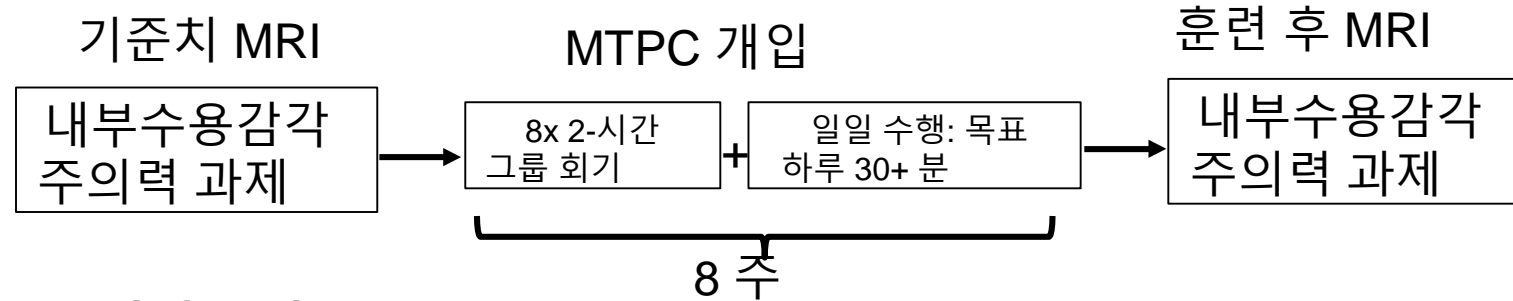 기준치 MRI
MTPC 개입
훈련 후 MRI
내부수용감각
주의력 과제
8x 2-시간
그룹 회기
+
일일 수행: 목표
하루 30+ 분
내부수용감각
주의력 과제
8 주